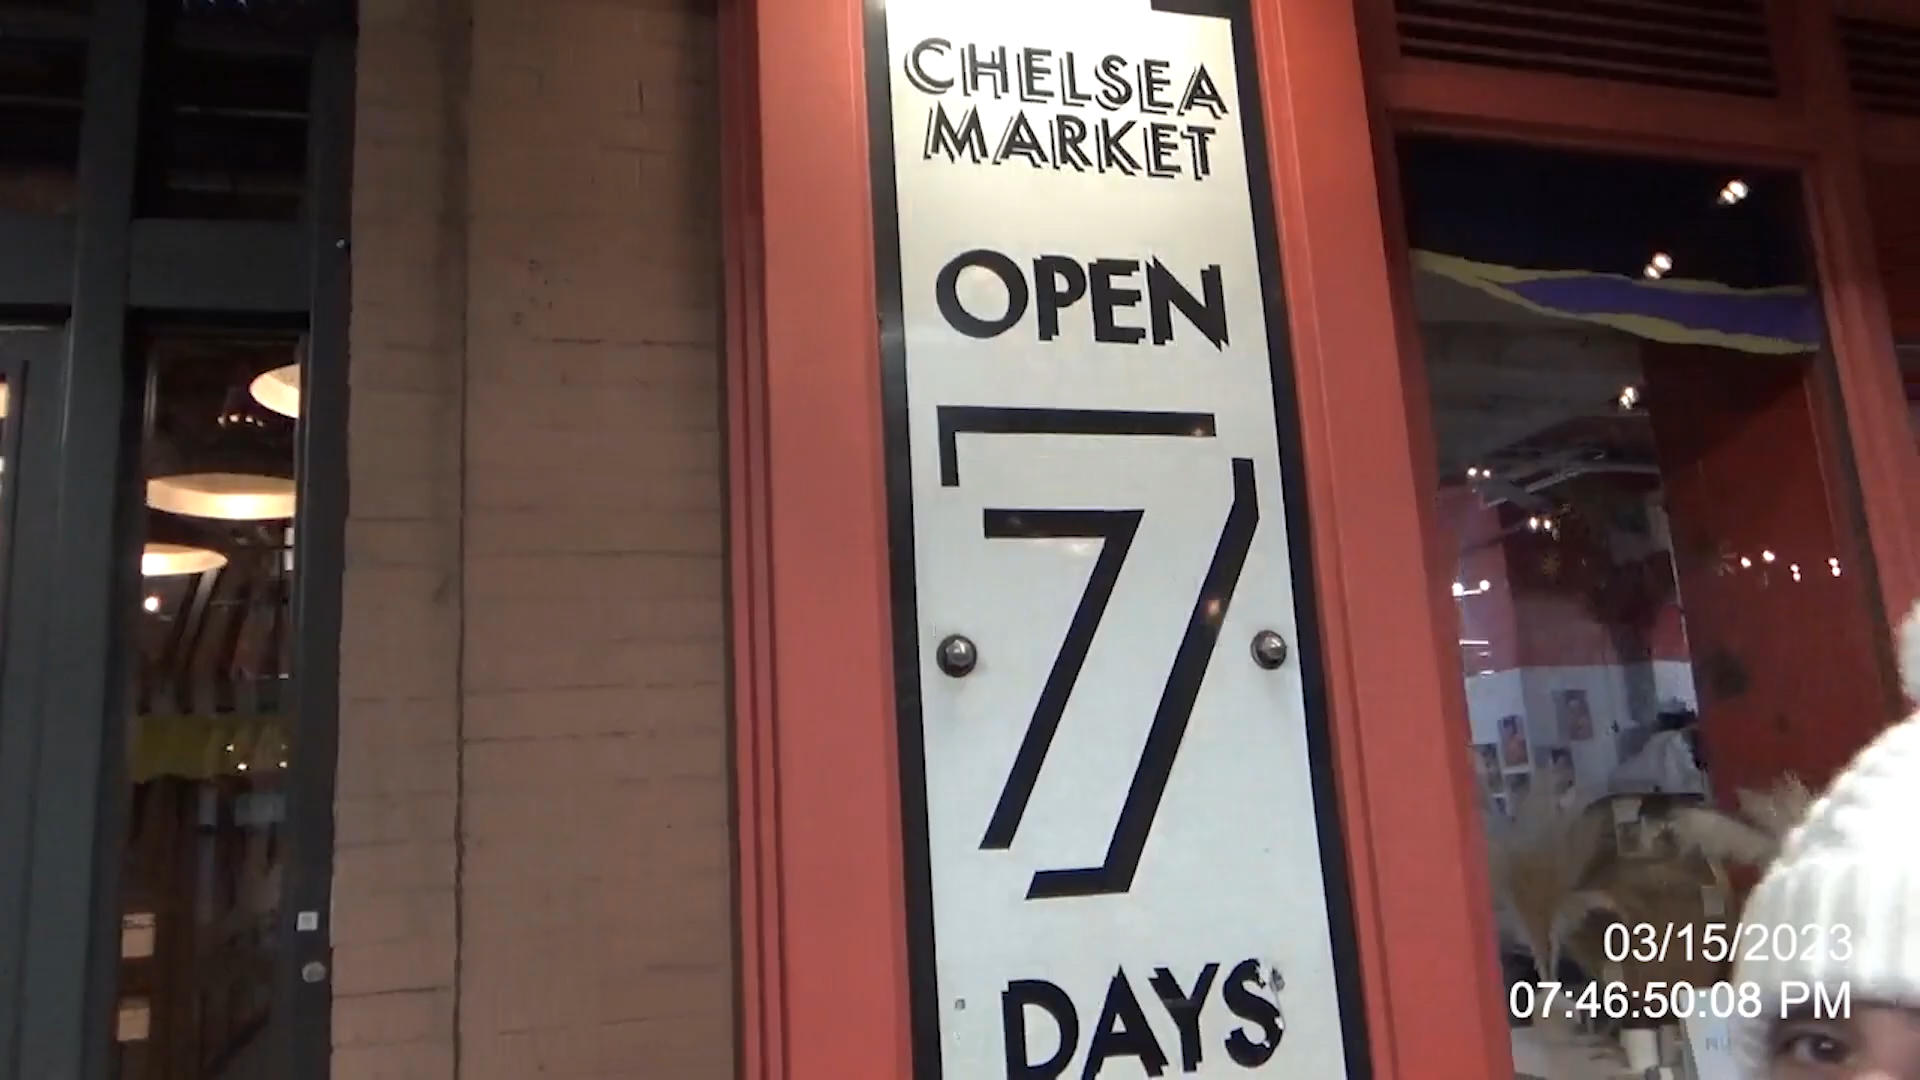 CHELSEA
MARKET
OPEN
7
DAYS
03/15/2023
07:46:50:08 PM